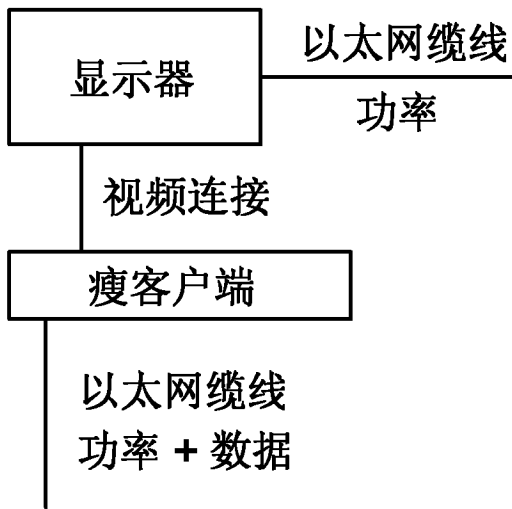 显示器
以太网缆线
功率
视频连接
瘦客户端
以太网缆线
功率 + 数据